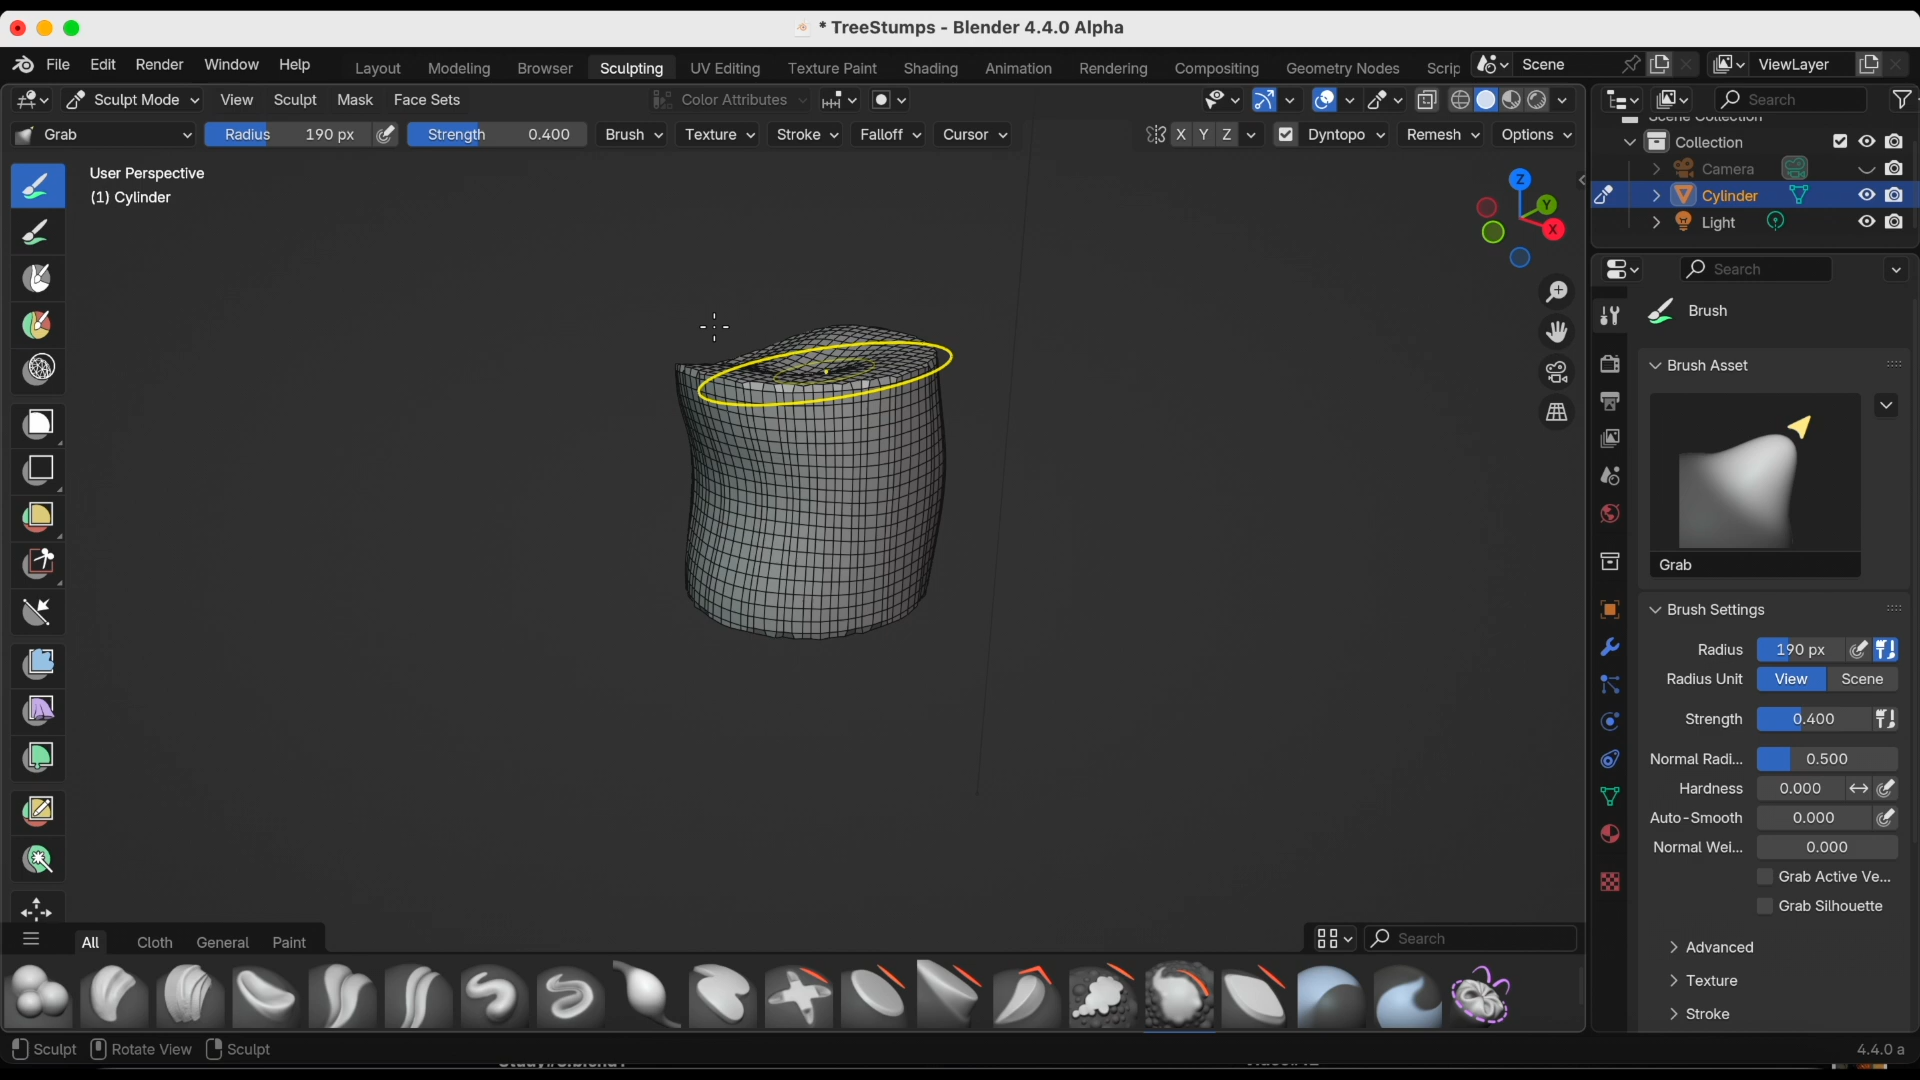 * TreeStumps - Blender 4.4.0 Alpha
File Edit Render Window Help Layout Modeling Browser Sculpting UV Editing Texture Paint Shading Animation Rendering Compositing Geometry Nodes Scrip Scene ViewLayer
Sculpt Mode View Sculpt Mask Face Sets Color Attributes Search
Grab Radius 190 px Strength 0.400 Brush Texture Stroke Falloff Cursor X Y Z Dyntopo Remesh Options
User Perspective
(1) Cylinder
Z
Y
X
Scene Collection
Collection
Camera
Cylinder
Light
Search
Brush
Brush Asset
Grab
Brush Settings
Radius 190 px
Radius Unit View Scene
Strength 0.400
Normal Radi... 0.500
Hardness 0.000
Auto-Smooth 0.000
Normal Wei... 0.000
Grab Active Ve...
Grab Silhouette
Advanced
Texture
Stroke
All Cloth General Paint Search
Sculpt Rotate View Sculpt 4.4.0 a